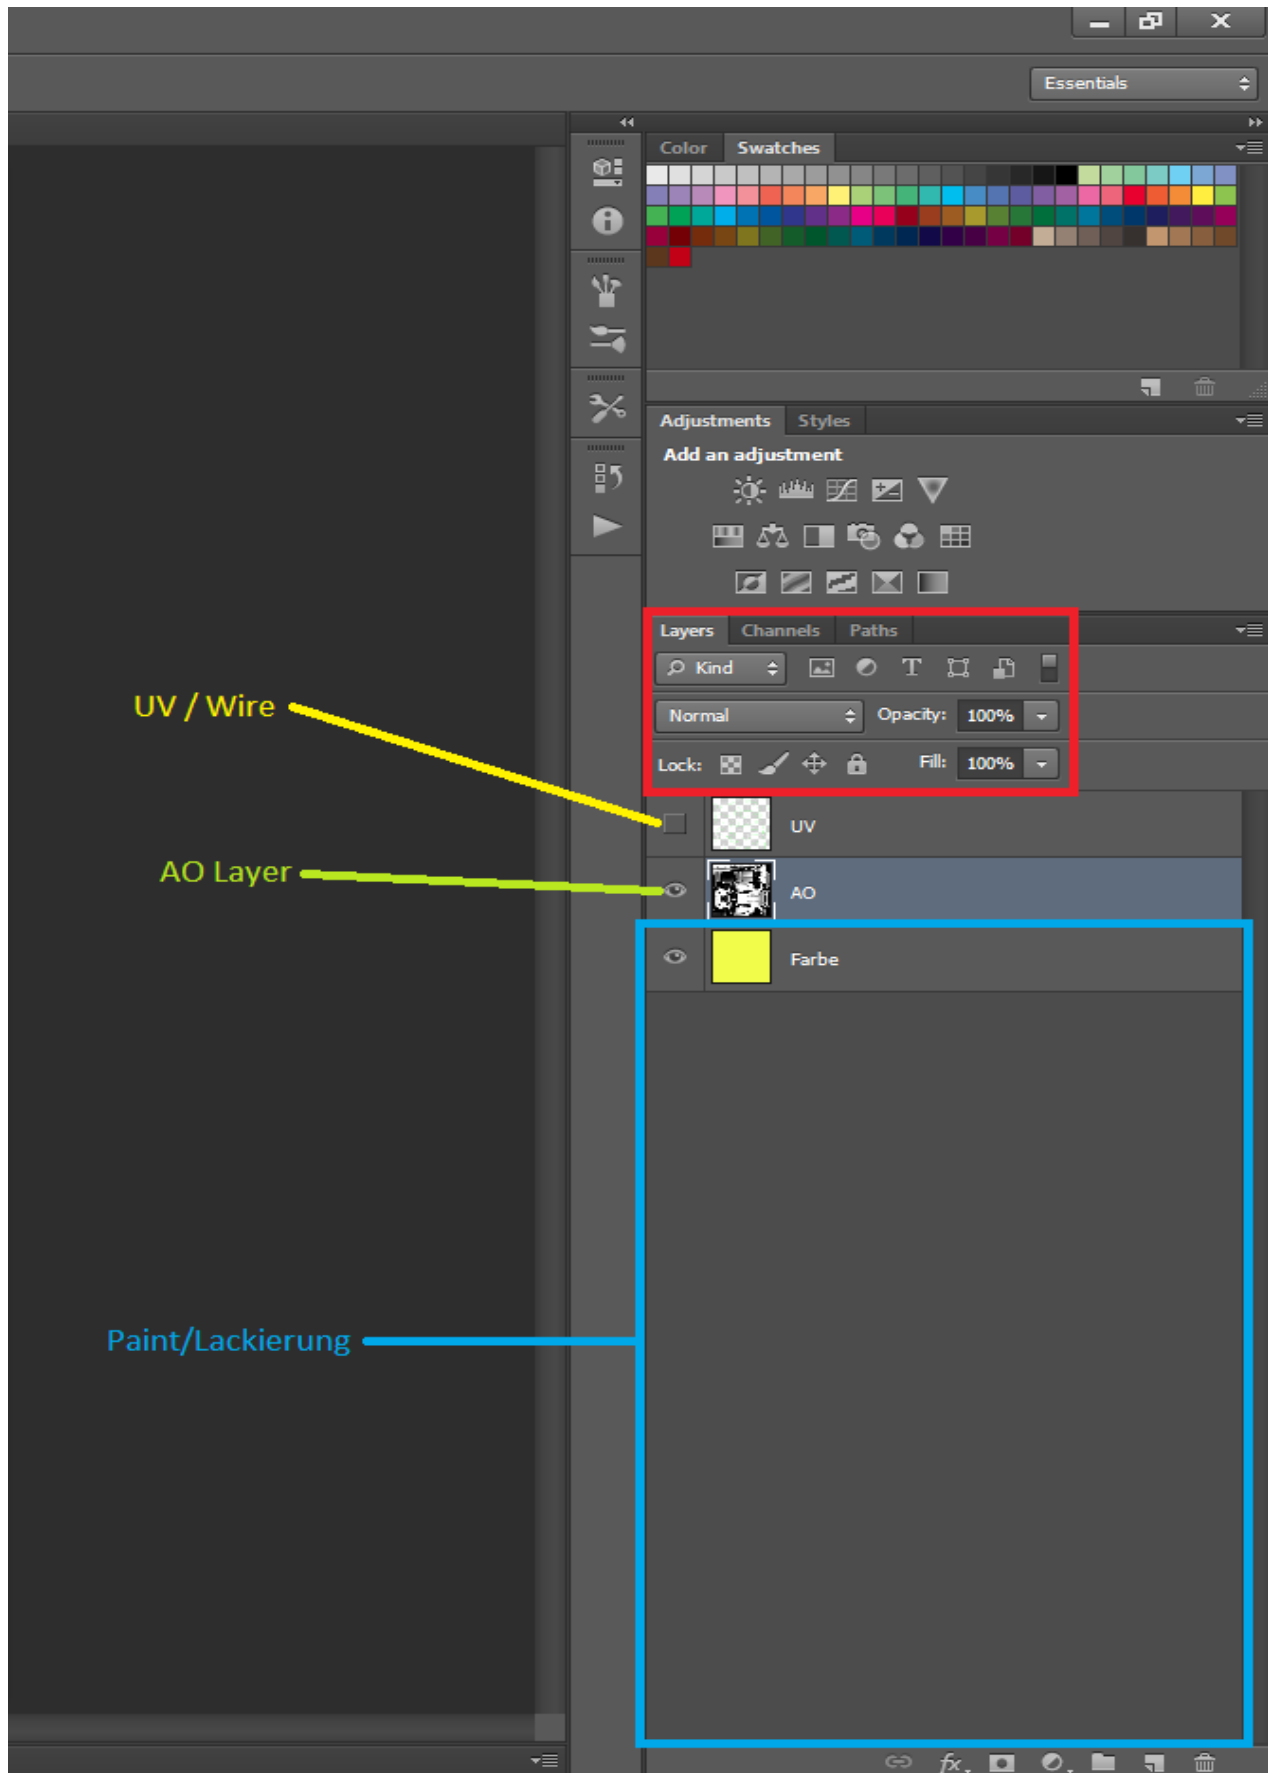 Essentials
Color Swatches
Adjustments Styles
Add an adjustment
Layers Channels Paths
Kind T
Normal Opacity: 100%
Lock: Fill: 100%
UV / Wire
UV
AO Layer
AO
Farbe
Paint/Lackierung
fx.